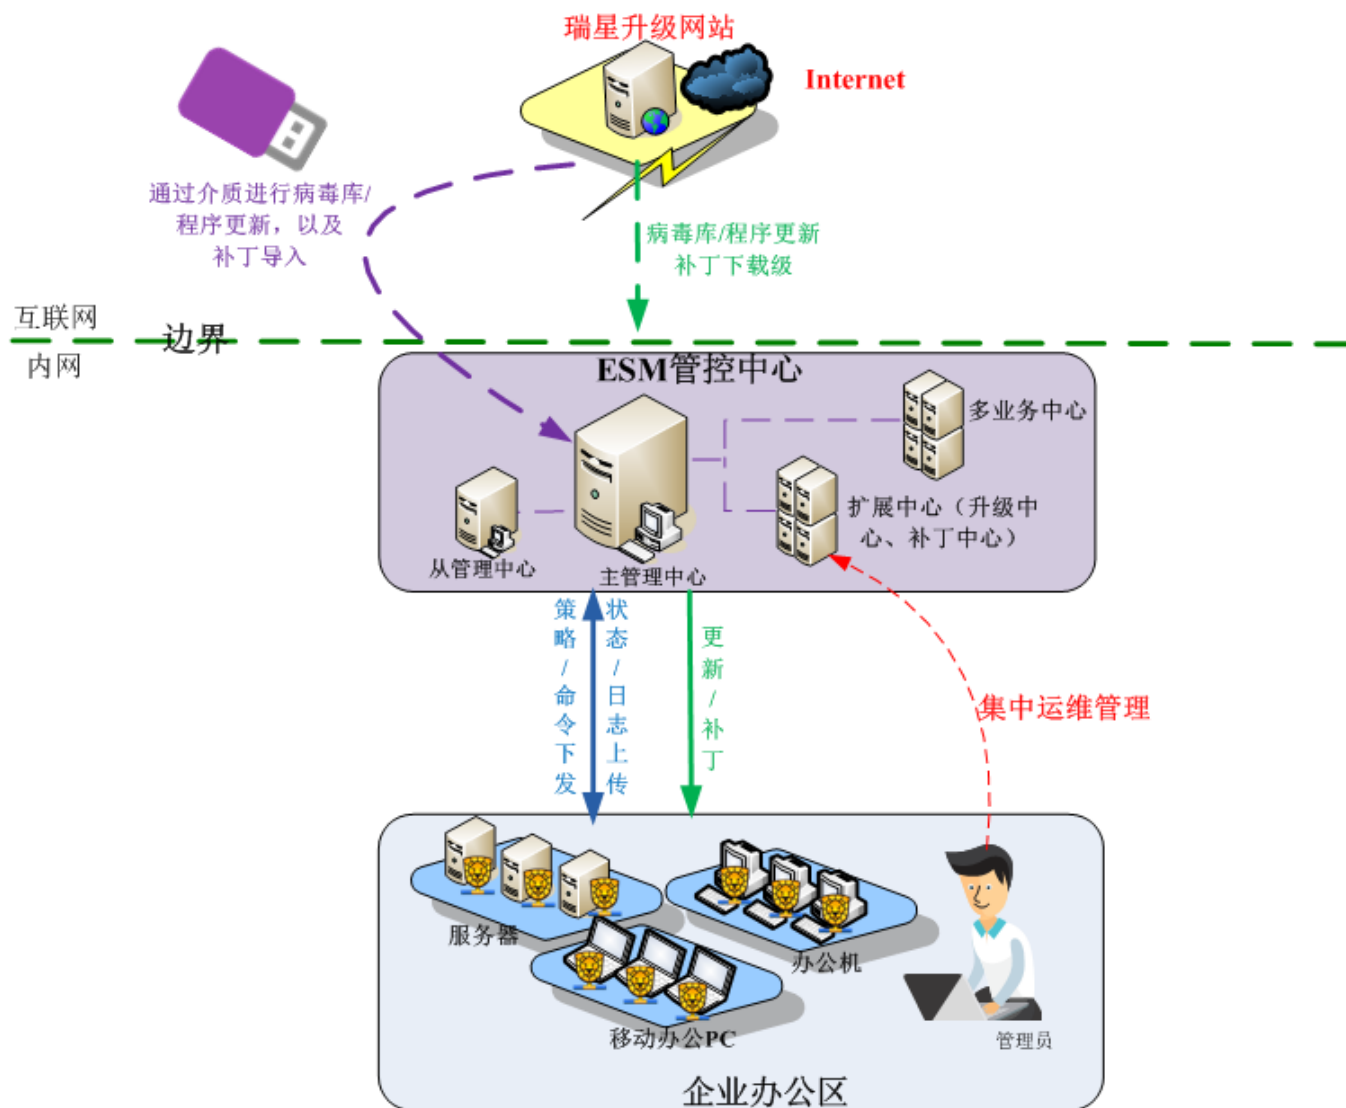 瑞星升级网站
Internet
通过介质进行病毒库/
程序更新，以及
补丁导入
病毒库/程序更新
补丁下载级
互联网
边界
内网
ESM管控中心
多业务中心
扩展中心（升级中
心、补丁中心）
从管理中心
主管理中心
策略/命令下发
状态/日志上传
更新/补丁
集中运维管理
服务器
办公机
移动办公PC
管理员
企业办公区